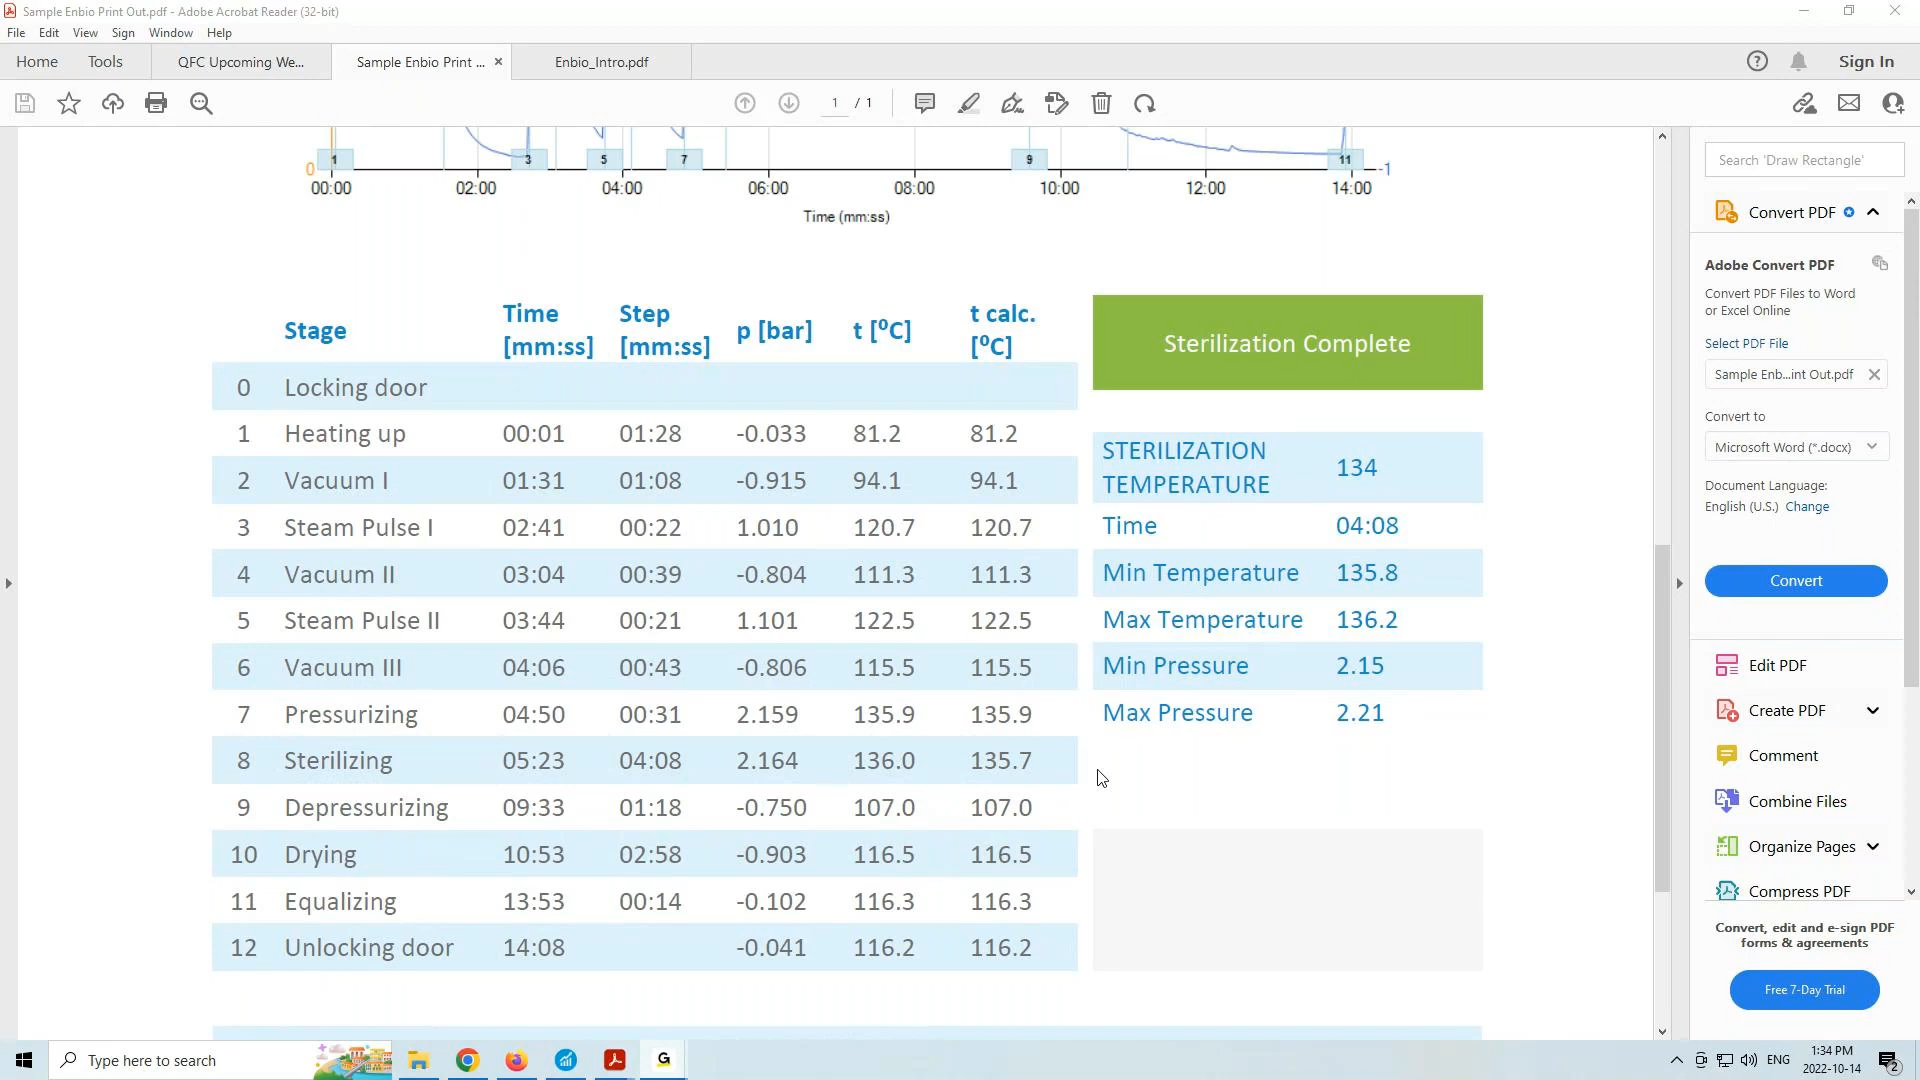 Sample Enbio Print Out.pdf - Adobe Acrobat Reader (32-bit)
File Edit View Sign Window Help
Home Tools QFC Upcoming We... Sample Enbio Print ... × Enbio_Intro.pdf Sign In
1 / 1
0 1 3 5 7 9 11 -1
00:00 02:00 04:00 06:00 08:00 10:00 12:00 14:00
Time (mm:ss)
Stage Time [mm:ss] Step [mm:ss] p [bar] t [⁰C] t calc. [⁰C]
0 Locking door
1 Heating up 00:01 01:28 -0.033 81.2 81.2
2 Vacuum I 01:31 01:08 -0.915 94.1 94.1
3 Steam Pulse I 02:41 00:22 1.010 120.7 120.7
4 Vacuum II 03:04 00:39 -0.804 111.3 111.3
5 Steam Pulse II 03:44 00:21 1.101 122.5 122.5
6 Vacuum III 04:06 00:43 -0.806 115.5 115.5
7 Pressurizing 04:50 00:31 2.159 135.9 135.9
8 Sterilizing 05:23 04:08 2.164 136.0 135.7
9 Depressurizing 09:33 01:18 -0.750 107.0 107.0
10 Drying 10:53 02:58 -0.903 116.5 116.5
11 Equalizing 13:53 00:14 -0.102 116.3 116.3
12 Unlocking door 14:08 -0.041 116.2 116.2
Sterilization Complete
STERILIZATION
TEMPERATURE 134
Time 04:08
Min Temperature 135.8
Max Temperature 136.2
Min Pressure 2.15
Max Pressure 2.21
Search 'Draw Rectangle'
Convert PDF
Adobe Convert PDF
Convert PDF Files to Word
or Excel Online
Select PDF File
Sample Enb...int Out.pdf
Convert to
Microsoft Word (*.docx)
Document Language:
English (U.S.) Change
Convert
Edit PDF
Create PDF
Comment
Combine Files
Organize Pages
Compress PDF
Convert, edit and e-sign PDF
forms & agreements
Free 7-Day Trial
Type here to search
G
ENG
1:34 PM
2022-10-14
2